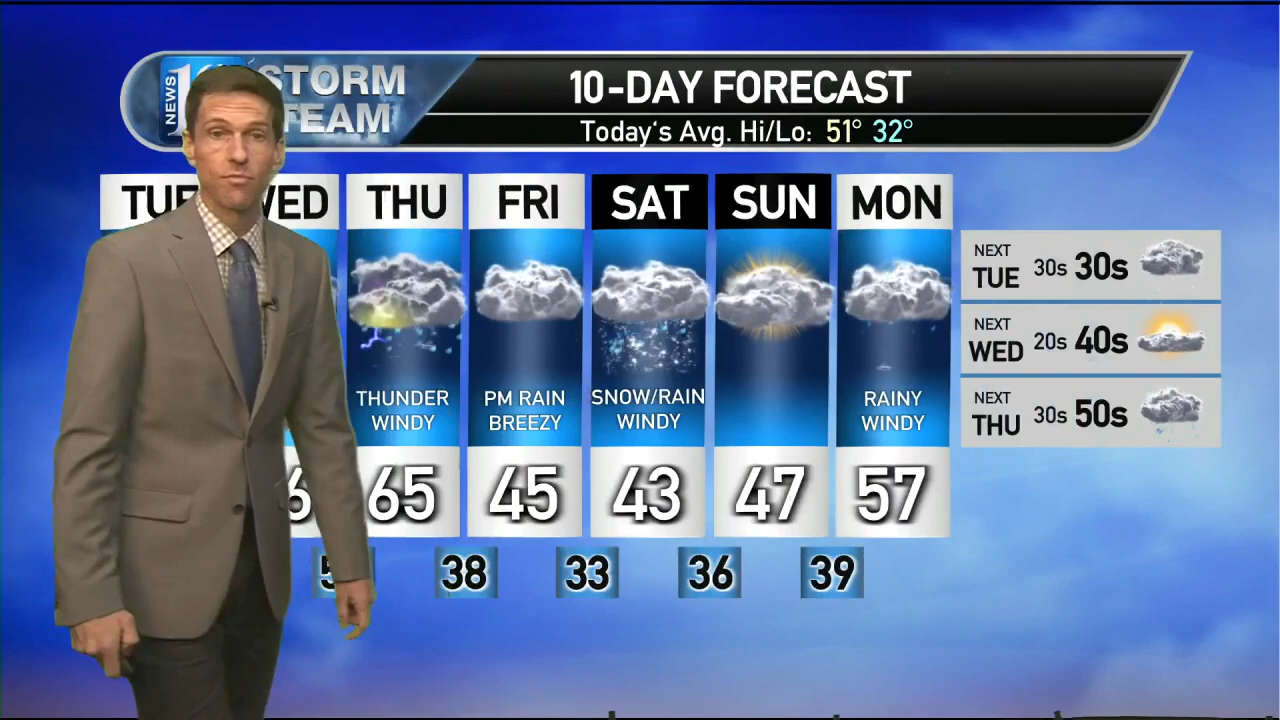 NEWS
STORM
TEAM
10-DAY FORECAST
Today's Avg. Hi/Lo: 51° 32°
TUE WED THU FRI SAT SUN MON
THUNDER
WINDY
PM RAIN
BREEZY
SNOW/RAIN
WINDY
RAINY
WINDY
65 45 43 47 57
38 33 36 39
NEXT
TUE 30s 30s
NEXT
WED 20s 40s
NEXT
THU 30s 50s